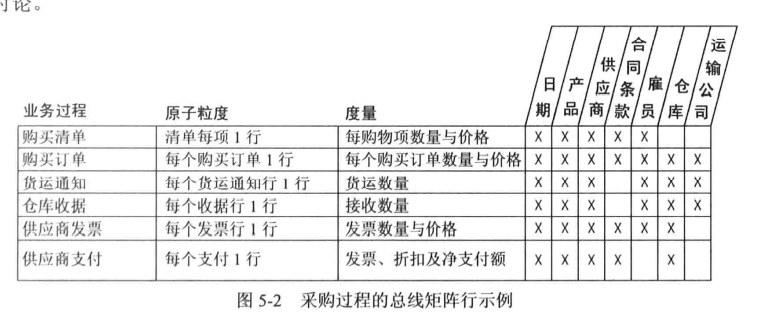 讨论。
日期 产品 供应商 合同条款 雇员 仓库 运输公司
业务过程 原子粒度 度量
购买清单 清单每项 1 行 每购物项数量与价格 X X X X X
购买订单 每个购买订单 1 行 每个购买订单数量与价格 X X X X X X X
货运通知 每个货运通知行 1 行 货运数量 X X X X X X
仓库收据 每个收据行 1 行 接收数量 X X X X X X
供应商发票 每个发票行 1 行 发票数量与价格 X X X X X X
供应商支付 每个支付 1 行 发票、折扣及净支付额 X X X X X
图 5-2 采购过程的总线矩阵行示例